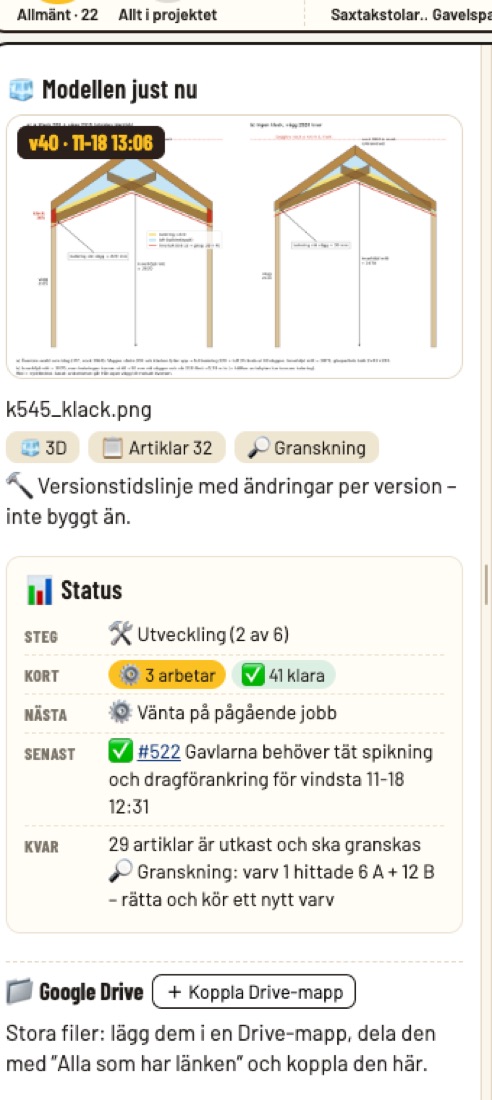 Allmänt · 22 Allt i projektet
Saxtakstolar.. Gavelspa
Modellen just nu
v40 · 11-18 13:06
k545_klack.png
3D
Artiklar 32
Granskning
Versionstidslinje med ändringar per version –
inte byggt än.
Status
STEG Utveckling (2 av 6)
KORT 3 arbetar 41 klara
NÄSTA Vänta på pågående jobb
SENAST #522 Gavlarna behöver tät spikning
och dragförankring för vindsta 11-18
12:31
KVAR 29 artiklar är utkast och ska granskas
Granskning: varv 1 hittade 6 A + 12 B
– rätta och kör ett nytt varv
Google Drive + Koppla Drive-mapp
Stora filer: lägg dem i en Drive-mapp, dela den
med "Alla som har länken" och koppla den här.